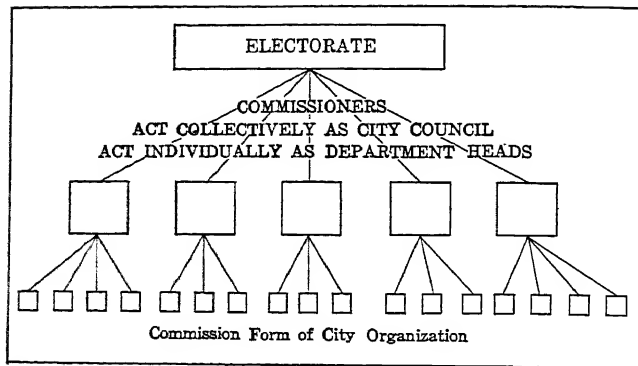 ELECTORATE
COMMISSIONERS
ACT COLLECTIVELY AS CITY COUNCIL
ACT INDIVIDUALLY AS DEPARTMENT HEADS
Commission Form of City Organization